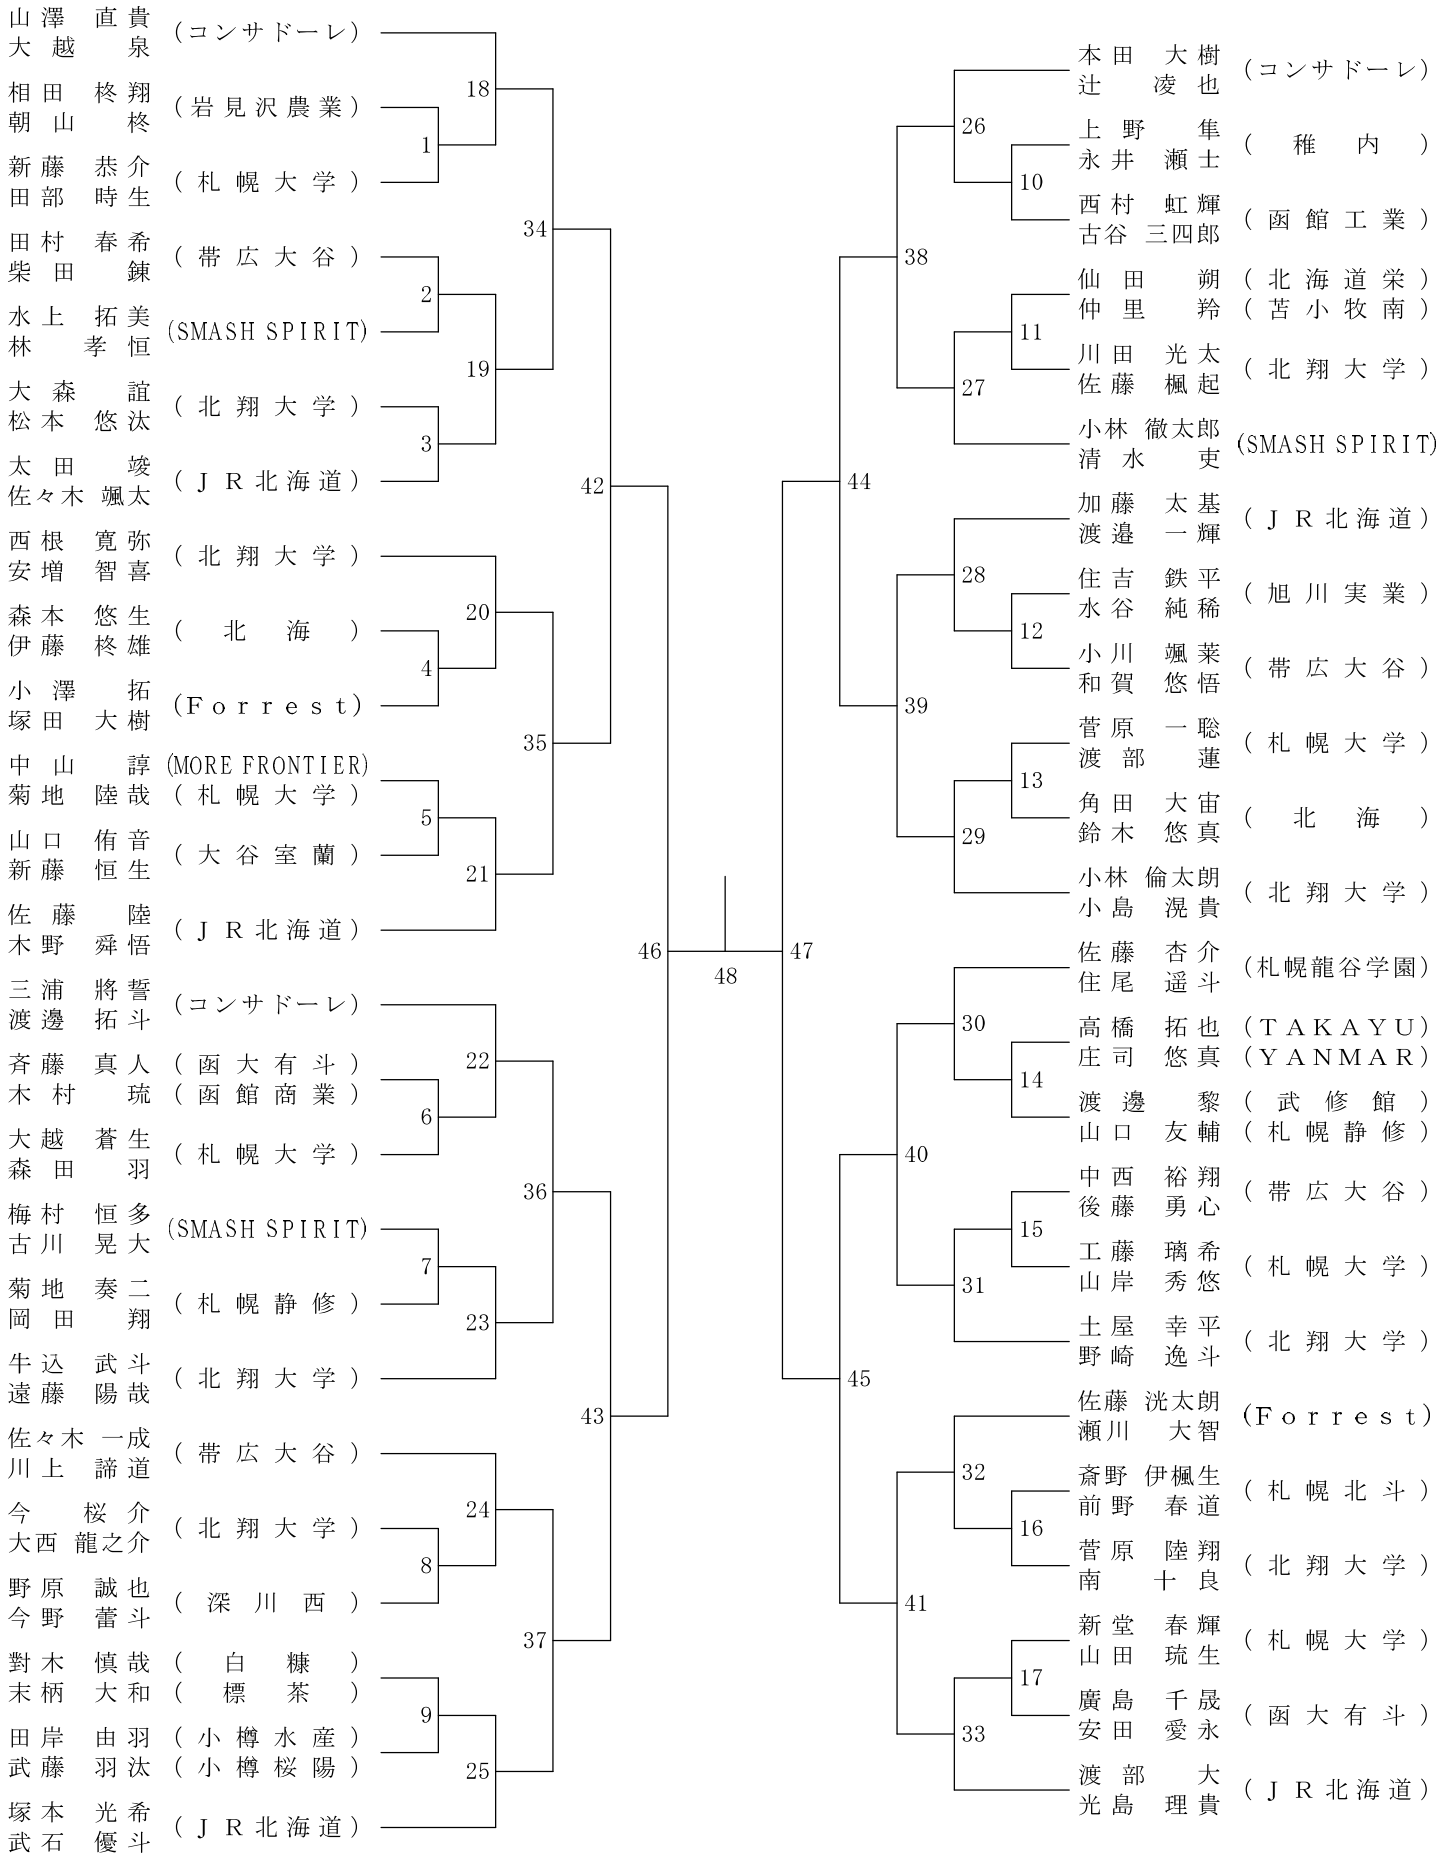 山澤 直貴 (コンサドーレ)
大越 泉
相田 柊翔 (岩見沢農業)
朝山 柊
新藤 恭介 (札幌大学)
田部 時生
田村 春希 (帯広大谷)
柴田 錬
水上 拓美 (SMASH SPIRIT)
林 孝恒
大森 誼 (北翔大学)
松本 悠汰
太田 竣 (ＪＲ北海道)
佐々木 颯太
西根 寛弥 (北翔大学)
安増 智喜
森本 悠生 (北海)
伊藤 柊雄
小澤 拓 (Ｆｏｒｒｅｓｔ)
塚田 大樹
中山 諄 (MORE FRONTIER)
菊地 陸哉 (札幌大学)
山口 侑音 (大谷室蘭)
新藤 恒生
佐藤 陸 (ＪＲ北海道)
木野 舜悟
三浦 將誓 (コンサドーレ)
渡邊 拓斗
斉藤 真人 (函大有斗)
木村 琉 (函館商業)
大越 蒼生 (札幌大学)
森田 羽
梅村 恒多 (SMASH SPIRIT)
古川 晃大
菊地 奏二 (札幌静修)
岡田 翔
牛込 武斗 (北翔大学)
遠藤 陽哉
佐々木 一成 (帯広大谷)
川上 諦道
今 桜介 (北翔大学)
大西 龍之介
野原 誠也 (深川西)
今野 蕾斗
對木 慎哉 (白糠)
末柄 大和 (標茶)
田岸 由羽 (小樽水産)
武藤 羽汰 (小樽桜陽)
塚本 光希 (ＪＲ北海道)
武石 優斗
1
2
3
4
5
6
7
8
9
18
19
20
21
22
23
24
25
34
35
36
37
42
43
46
48
47
44
45
38
39
40
41
26
27
28
29
30
31
32
33
10
11
12
13
14
15
16
17
本田 大樹 (コンサドーレ)
辻 凌也
上野 隼 (稚内)
永井 瀬士
西村 虹輝 (函館工業)
古谷 三四郎
仙田 朔 (北海道栄)
仲里 羚 (苫小牧南)
川田 光太 (北翔大学)
佐藤 楓起
小林 徹太郎 (SMASH SPIRIT)
清水 吏
加藤 太基 (ＪＲ北海道)
渡邉 一輝
住吉 鉄平 (旭川実業)
水谷 純稀
小川 颯茉 (帯広大谷)
和賀 悠悟
菅原 一聡 (札幌大学)
渡部 蓮
角田 大宙 (北海)
鈴木 悠真
小林 倫太朗 (北翔大学)
小島 滉貴
佐藤 杏介 (札幌龍谷学園)
住尾 遥斗
高橋 拓也 (ＴＡＫＡＹＵ)
庄司 悠真 (ＹＡＮＭＡＲ)
渡邊 黎 (武修館)
山口 友輔 (札幌静修)
中西 裕翔 (帯広大谷)
後藤 勇心
工藤 璃希 (札幌大学)
山岸 秀悠
土屋 幸平 (北翔大学)
野崎 逸斗
佐藤 洸太朗 (Ｆｏｒｒｅｓｔ)
瀬川 大智
斎野 伊楓生 (札幌北斗)
前野 春道
菅原 陸翔 (北翔大学)
南 十良
新堂 春輝 (札幌大学)
山田 琉生
廣島 千晟 (函大有斗)
安田 愛永
渡部 大 (ＪＲ北海道)
光島 理貴